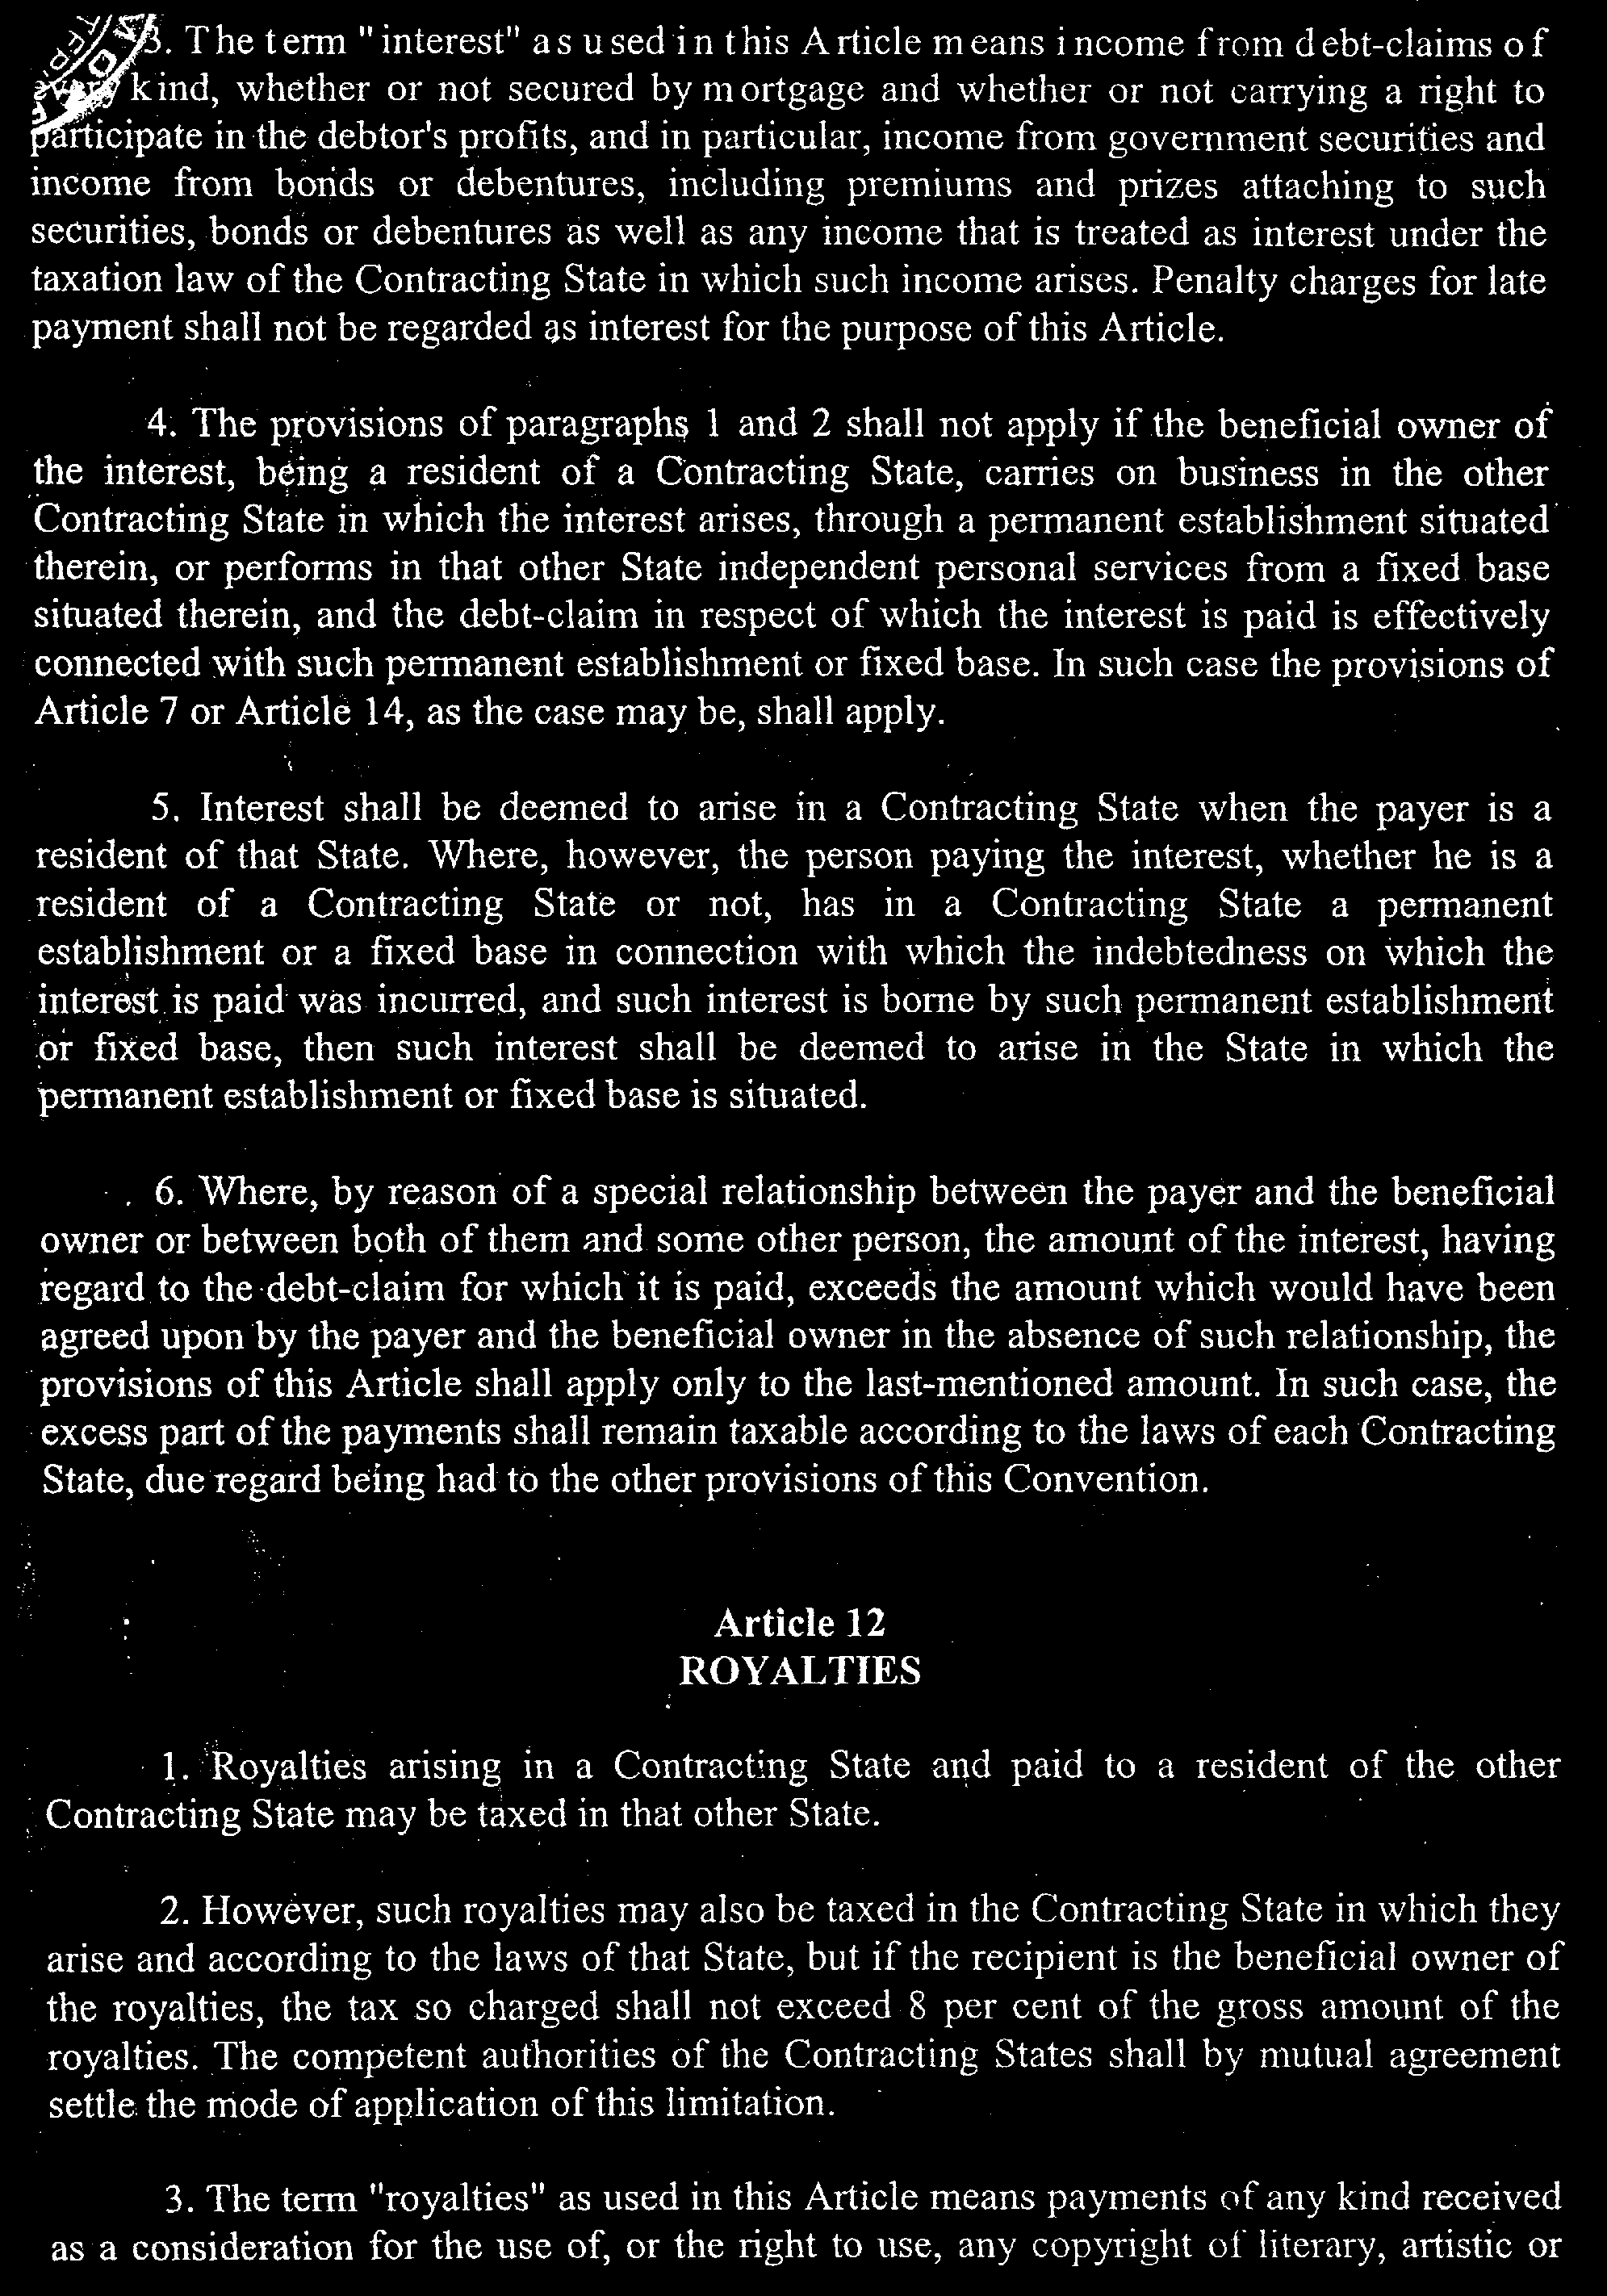 3. The term "interest" as used in this Article means income from debt-claims of
every kind, whether or not secured by mortgage and whether or not carrying a right to
participate in the debtor's profits, and in particular, income from government securities and
income from bonds or debentures, including premiums and prizes attaching to such
securities, bonds or debentures as well as any income that is treated as interest under the
taxation law of the Contracting State in which such income arises. Penalty charges for late
payment shall not be regarded as interest for the purpose of this Article.
4. The provisions of paragraphs 1 and 2 shall not apply if the beneficial owner of
the interest, being a resident of a Contracting State, carries on business in the other
Contracting State in which the interest arises, through a permanent establishment situated
therein, or performs in that other State independent personal services from a fixed base
situated therein, and the debt-claim in respect of which the interest is paid is effectively
connected with such permanent establishment or fixed base. In such case the provisions of
Article 7 or Article 14, as the case may be, shall apply.
5. Interest shall be deemed to arise in a Contracting State when the payer is a
resident of that State. Where, however, the person paying the interest, whether he is a
resident of a Contracting State or not, has in a Contracting State a permanent
establishment or a fixed base in connection with which the indebtedness on which the
interest is paid was incurred, and such interest is borne by such permanent establishment
or fixed base, then such interest shall be deemed to arise in the State in which the
permanent establishment or fixed base is situated.
6. Where, by reason of a special relationship between the payer and the beneficial
owner or between both of them and some other person, the amount of the interest, having
regard to the debt-claim for which it is paid, exceeds the amount which would have been
agreed upon by the payer and the beneficial owner in the absence of such relationship, the
provisions of this Article shall apply only to the last-mentioned amount. In such case, the
excess part of the payments shall remain taxable according to the laws of each Contracting
State, due regard being had to the other provisions of this Convention.
Article 12
ROYALTIES
1. Royalties arising in a Contracting State and paid to a resident of the other
Contracting State may be taxed in that other State.
2. However, such royalties may also be taxed in the Contracting State in which they
arise and according to the laws of that State, but if the recipient is the beneficial owner of
the royalties, the tax so charged shall not exceed 8 per cent of the gross amount of the
royalties. The competent authorities of the Contracting States shall by mutual agreement
settle the mode of application of this limitation.
3. The term "royalties" as used in this Article means payments of any kind received
as a consideration for the use of, or the right to use, any copyright of literary, artistic or